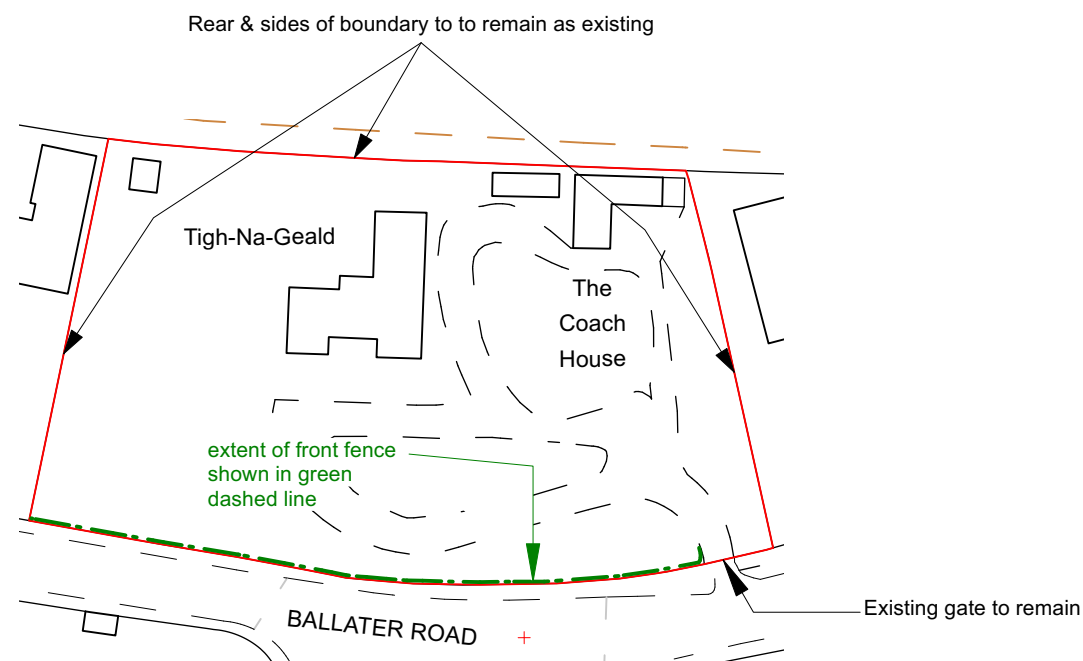 Rear & sides of boundary to to remain as existing
Tigh-Na-Geald
The
Coach
House
extent of front fence
shown in green
dashed line
BALLATER ROAD
Existing gate to remain